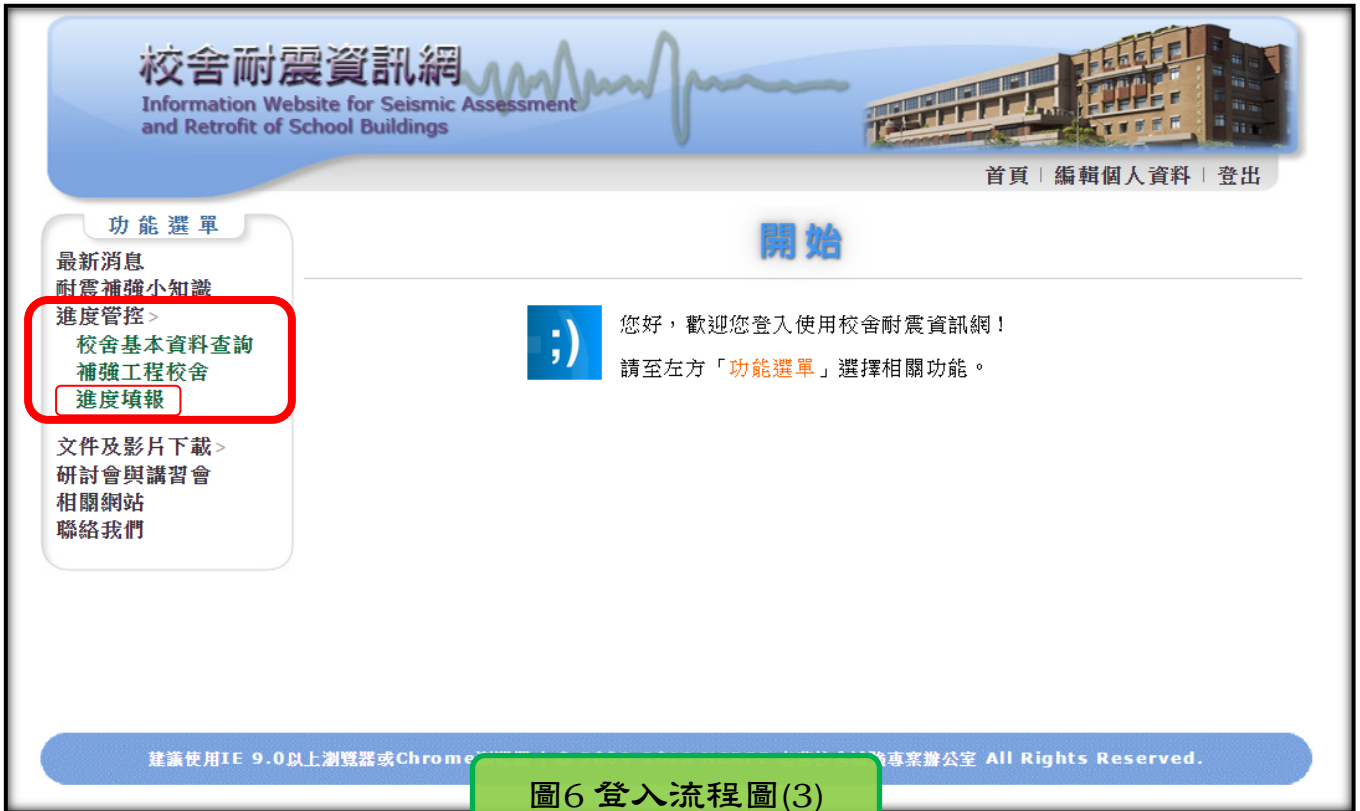 校舍耐震資訊網
Information Website for Seismic Assessment
and Retrofit of School Buildings
首頁 | 編輯個人資料 | 登出
功能選單
最新消息
耐震補強小知識
進度管控>
校舍基本資料查詢
補強工程校舍
進度填報
文件及影片下載>
研討會與講習會
相關網站
聯絡我們
開始
;)
您好，歡迎您登入使用校舍耐震資訊網！
請至左方「功能選單」選擇相關功能。
建議使用IE 9.0以上瀏覽器或Chrome
專案辦公室 All Rights Reserved.
圖6 登入流程圖(3)